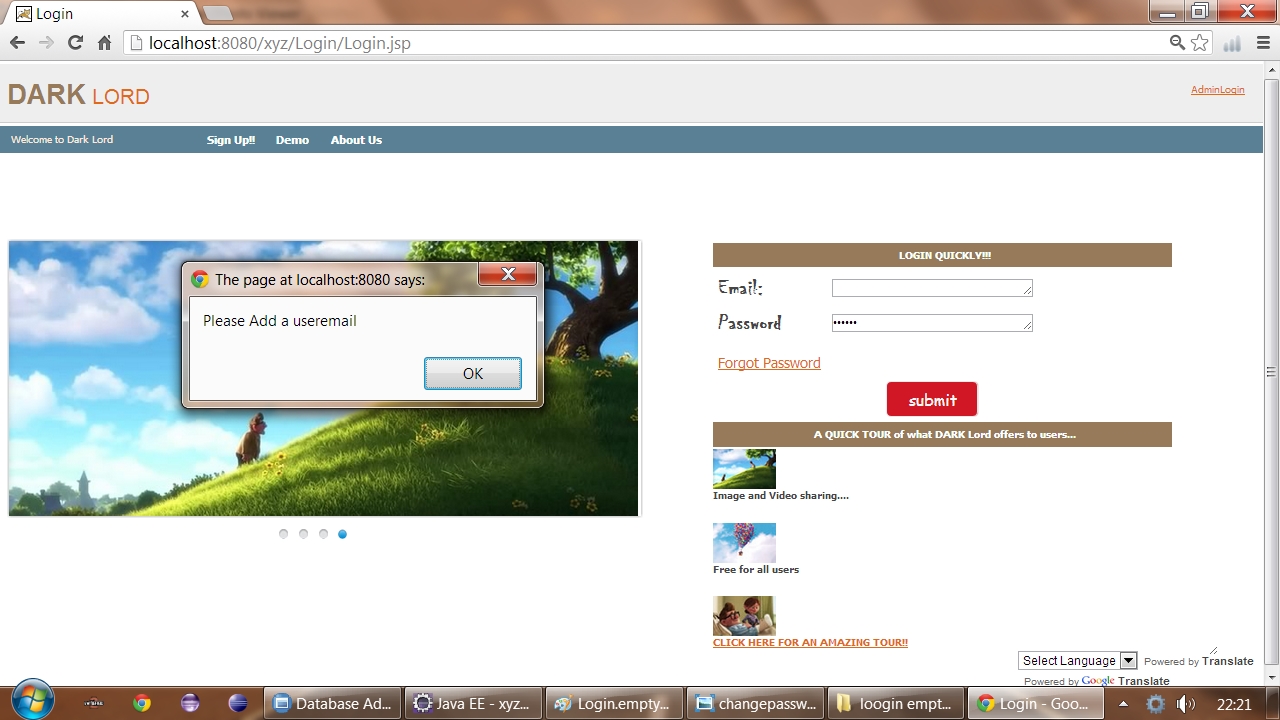 Login
localhost:8080/xyz/Login/Login.jsp
DARK LORD
AdminLogin
Welcome to Dark Lord
Sign Up!!
Demo
About Us
The page at localhost:8080 says:
Please Add a useremail
OK
LOGIN QUICKLY!!!
Email:
Password
••••••
Forgot Password
submit
A QUICK TOUR of what DARK Lord offers to users...
Image and Video sharing....
Free for all users
CLICK HERE FOR AN AMAZING TOUR!!
Select Language
Powered by Translate
Powered by Google Translate
Database Ad...
Java EE - xyz...
Login.empty...
changepassw...
loogin empt...
Login - Goo...
22:21